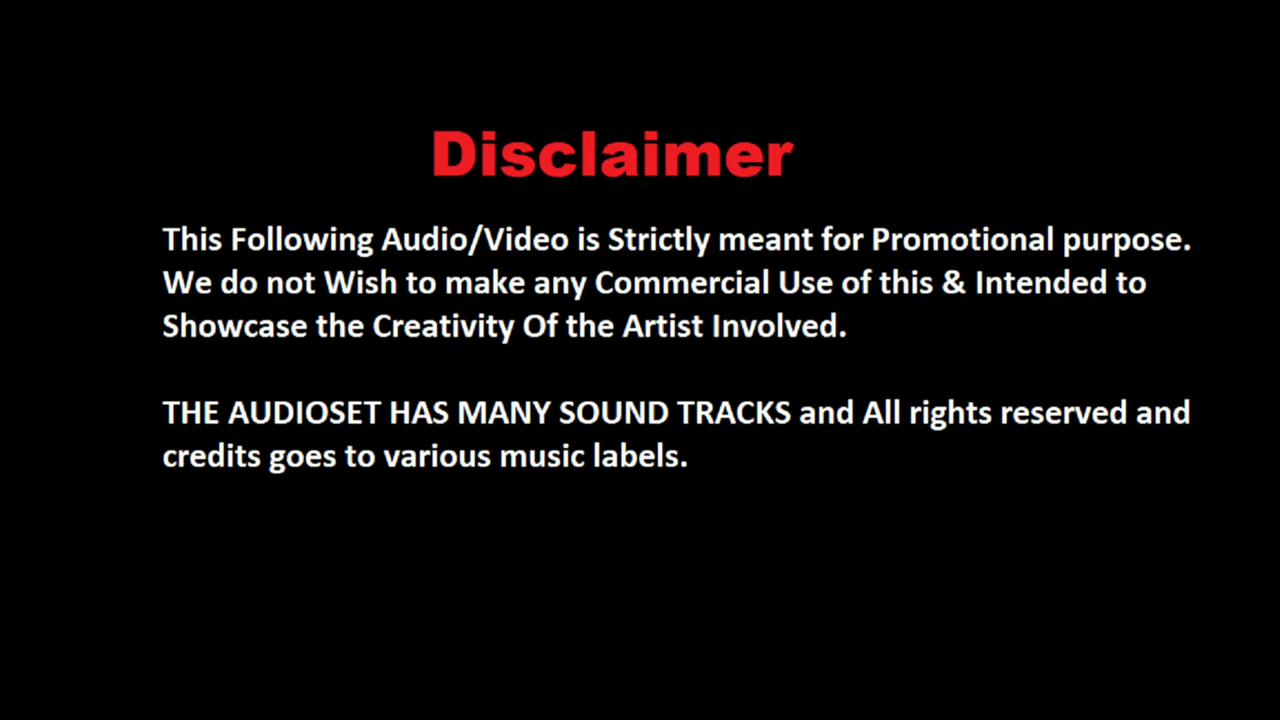 Disclaimer
This Following Audio/Video is Strictly meant for Promotional purpose.
We do not Wish to make any Commercial Use of this & Intended to
Showcase the Creativity Of the Artist Involved.
THE AUDIOSET HAS MANY SOUND TRACKS and All rights reserved and
credits goes to various music labels.